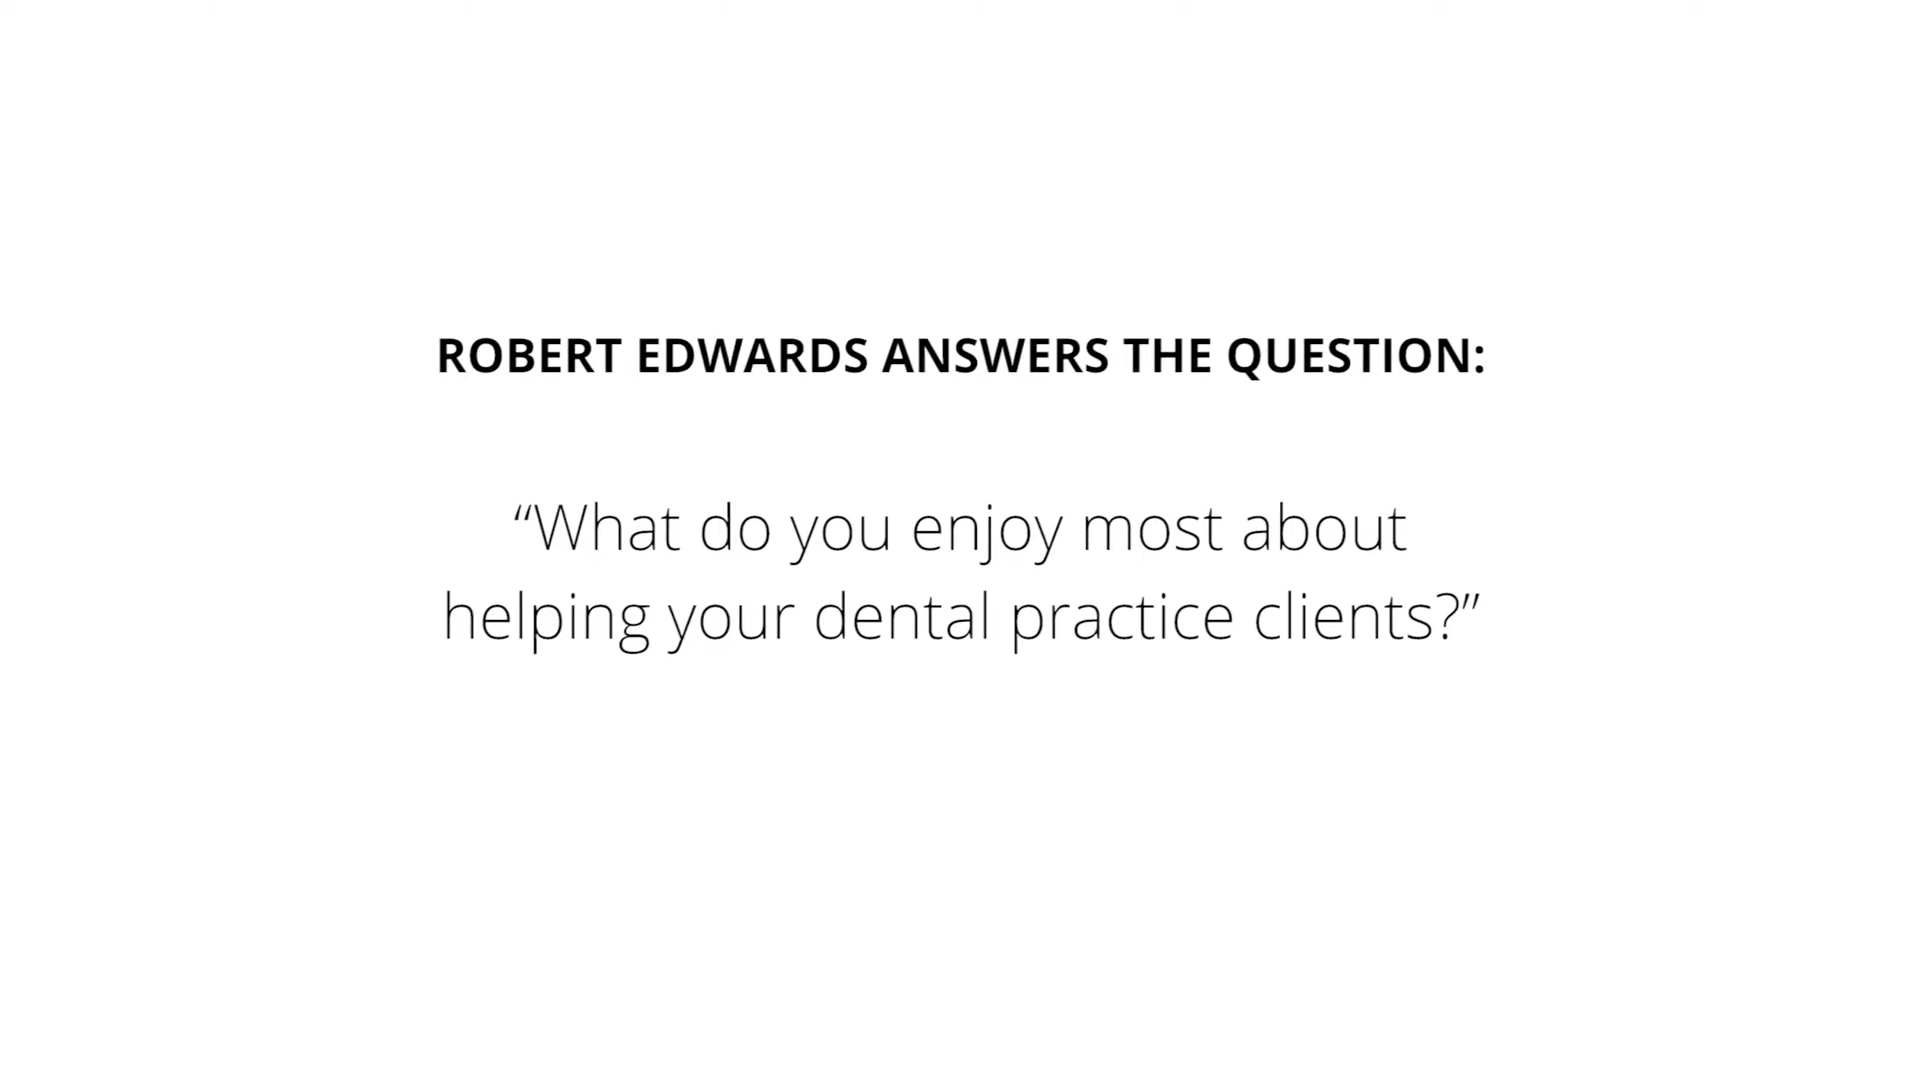 ROBERT EDWARDS ANSWERS THE QUESTION:
“What do you enjoy most about
helping your dental practice clients?”